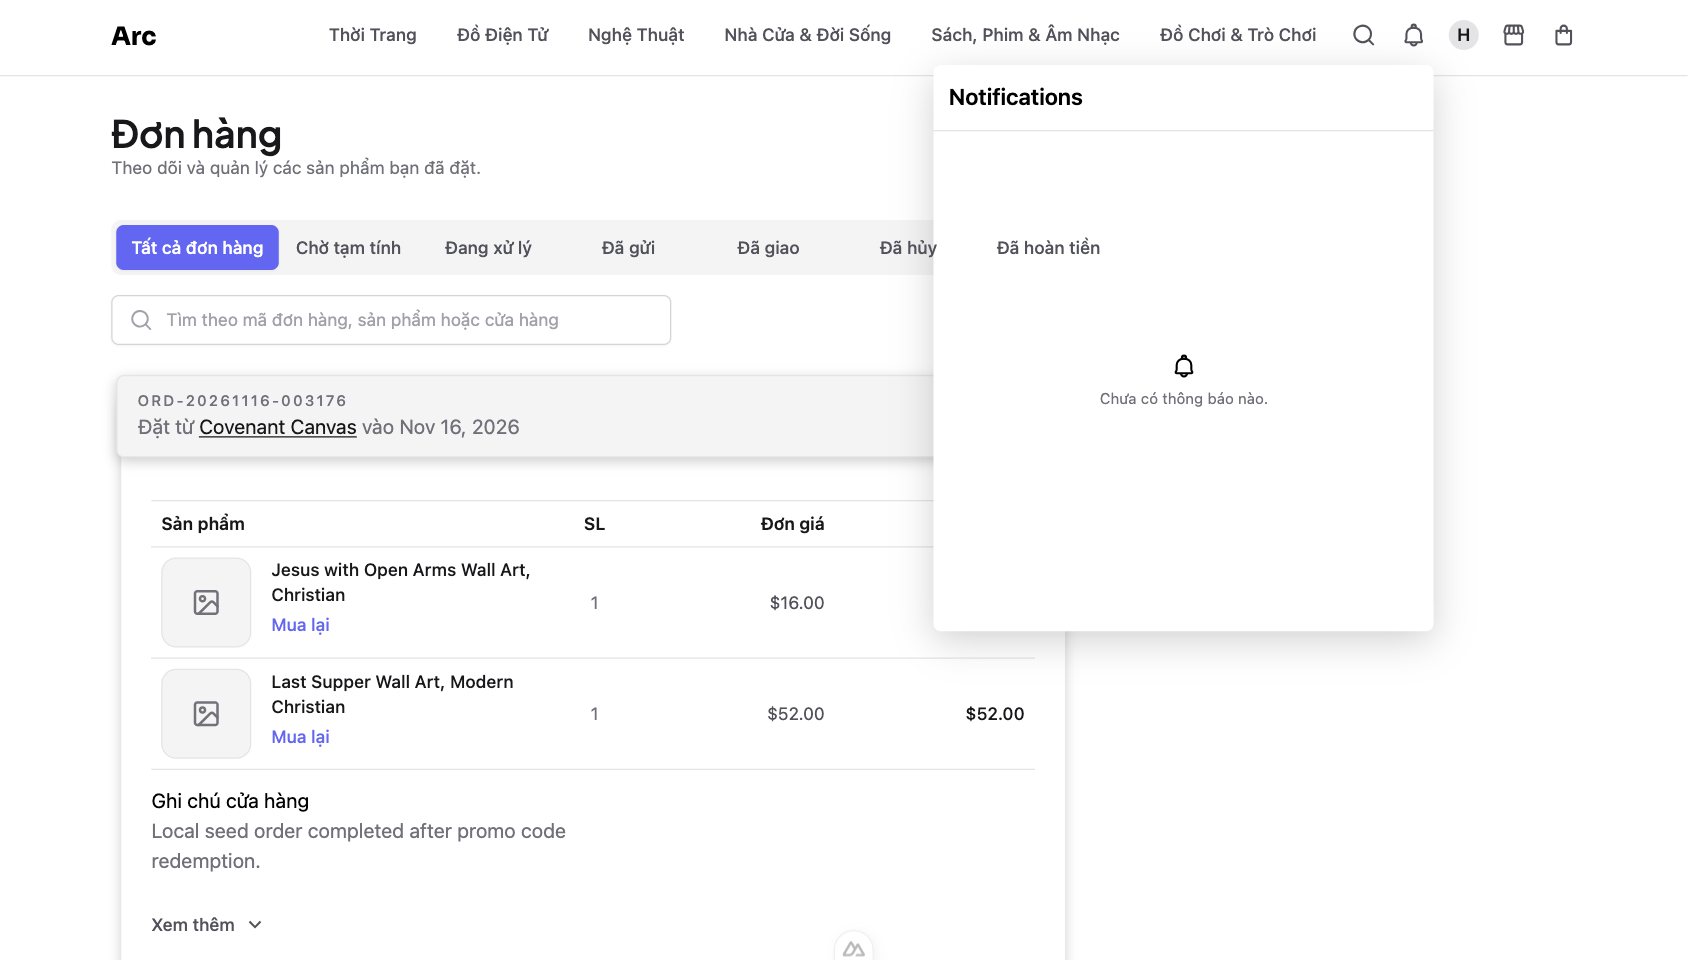 Arc
Thời Trang
Đồ Điện Tử
Nghệ Thuật
Nhà Cửa & Đời Sống
Sách, Phim & Âm Nhạc
Đồ Chơi & Trò Chơi
H
Notifications
Chưa có thông báo nào.
Đơn hàng
Theo dõi và quản lý các sản phẩm bạn đã đặt.
Tất cả đơn hàng
Chờ tạm tính
Đang xử lý
Đã gửi
Đã giao
Đã hủy
Đã hoàn tiền
Tìm theo mã đơn hàng, sản phẩm hoặc cửa hàng
ORD-20261116-003176
Đặt từ Covenant Canvas vào Nov 16, 2026
Sản phẩm SL Đơn giá
Jesus with Open Arms Wall Art,
Christian
Mua lại
1
$16.00
Last Supper Wall Art, Modern
Christian
Mua lại
1
$52.00
$52.00
Ghi chú cửa hàng
Local seed order completed after promo code
redemption.
Xem thêm